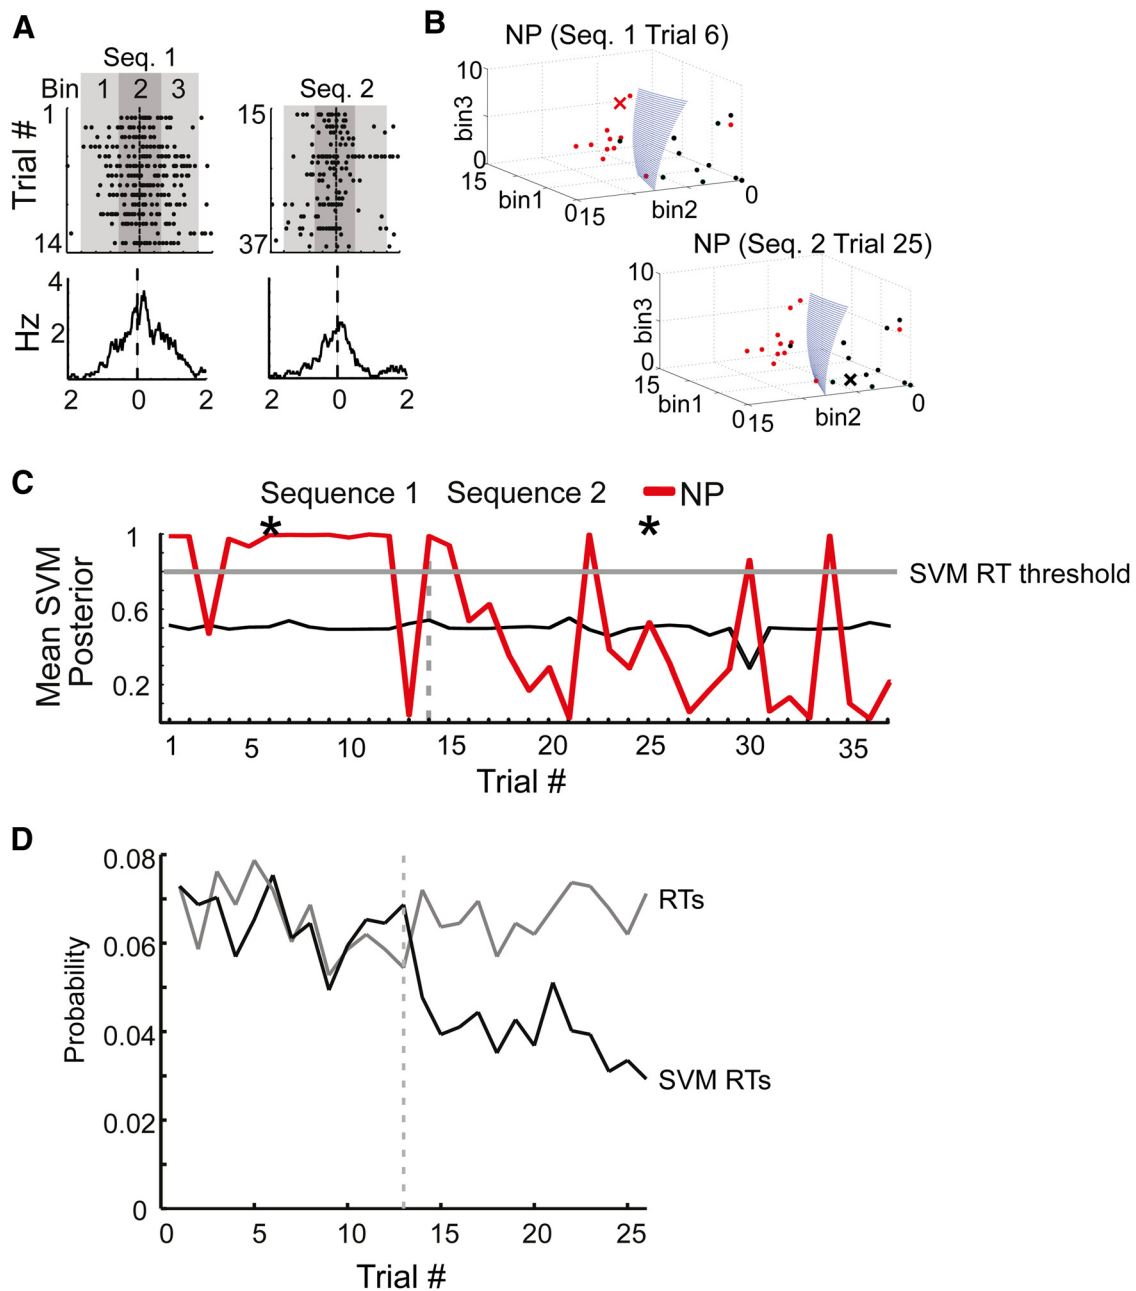 A
Seq. 1
Bin 1 2 3
Seq. 2
1
14
Trial #
15
37
4
2
Hz
2 0 2
2 0 2
B
NP (Seq. 1 Trial 6)
10
0
bin3
15
bin1
0
15
bin2
0
NP (Seq. 2 Trial 25)
10
0
bin3
15
bin1
0
15
bin2
0
C
Sequence 1 Sequence 2 NP
* *
1
0.6
0.2
Mean SVM
Posterior
SVM RT threshold
1 5 10 15 20 25 30 35
Trial #
D
0.08
0.06
0.04
0.02
0
Probability
RTs
SVM RTs
0 5 10 15 20 25
Trial #